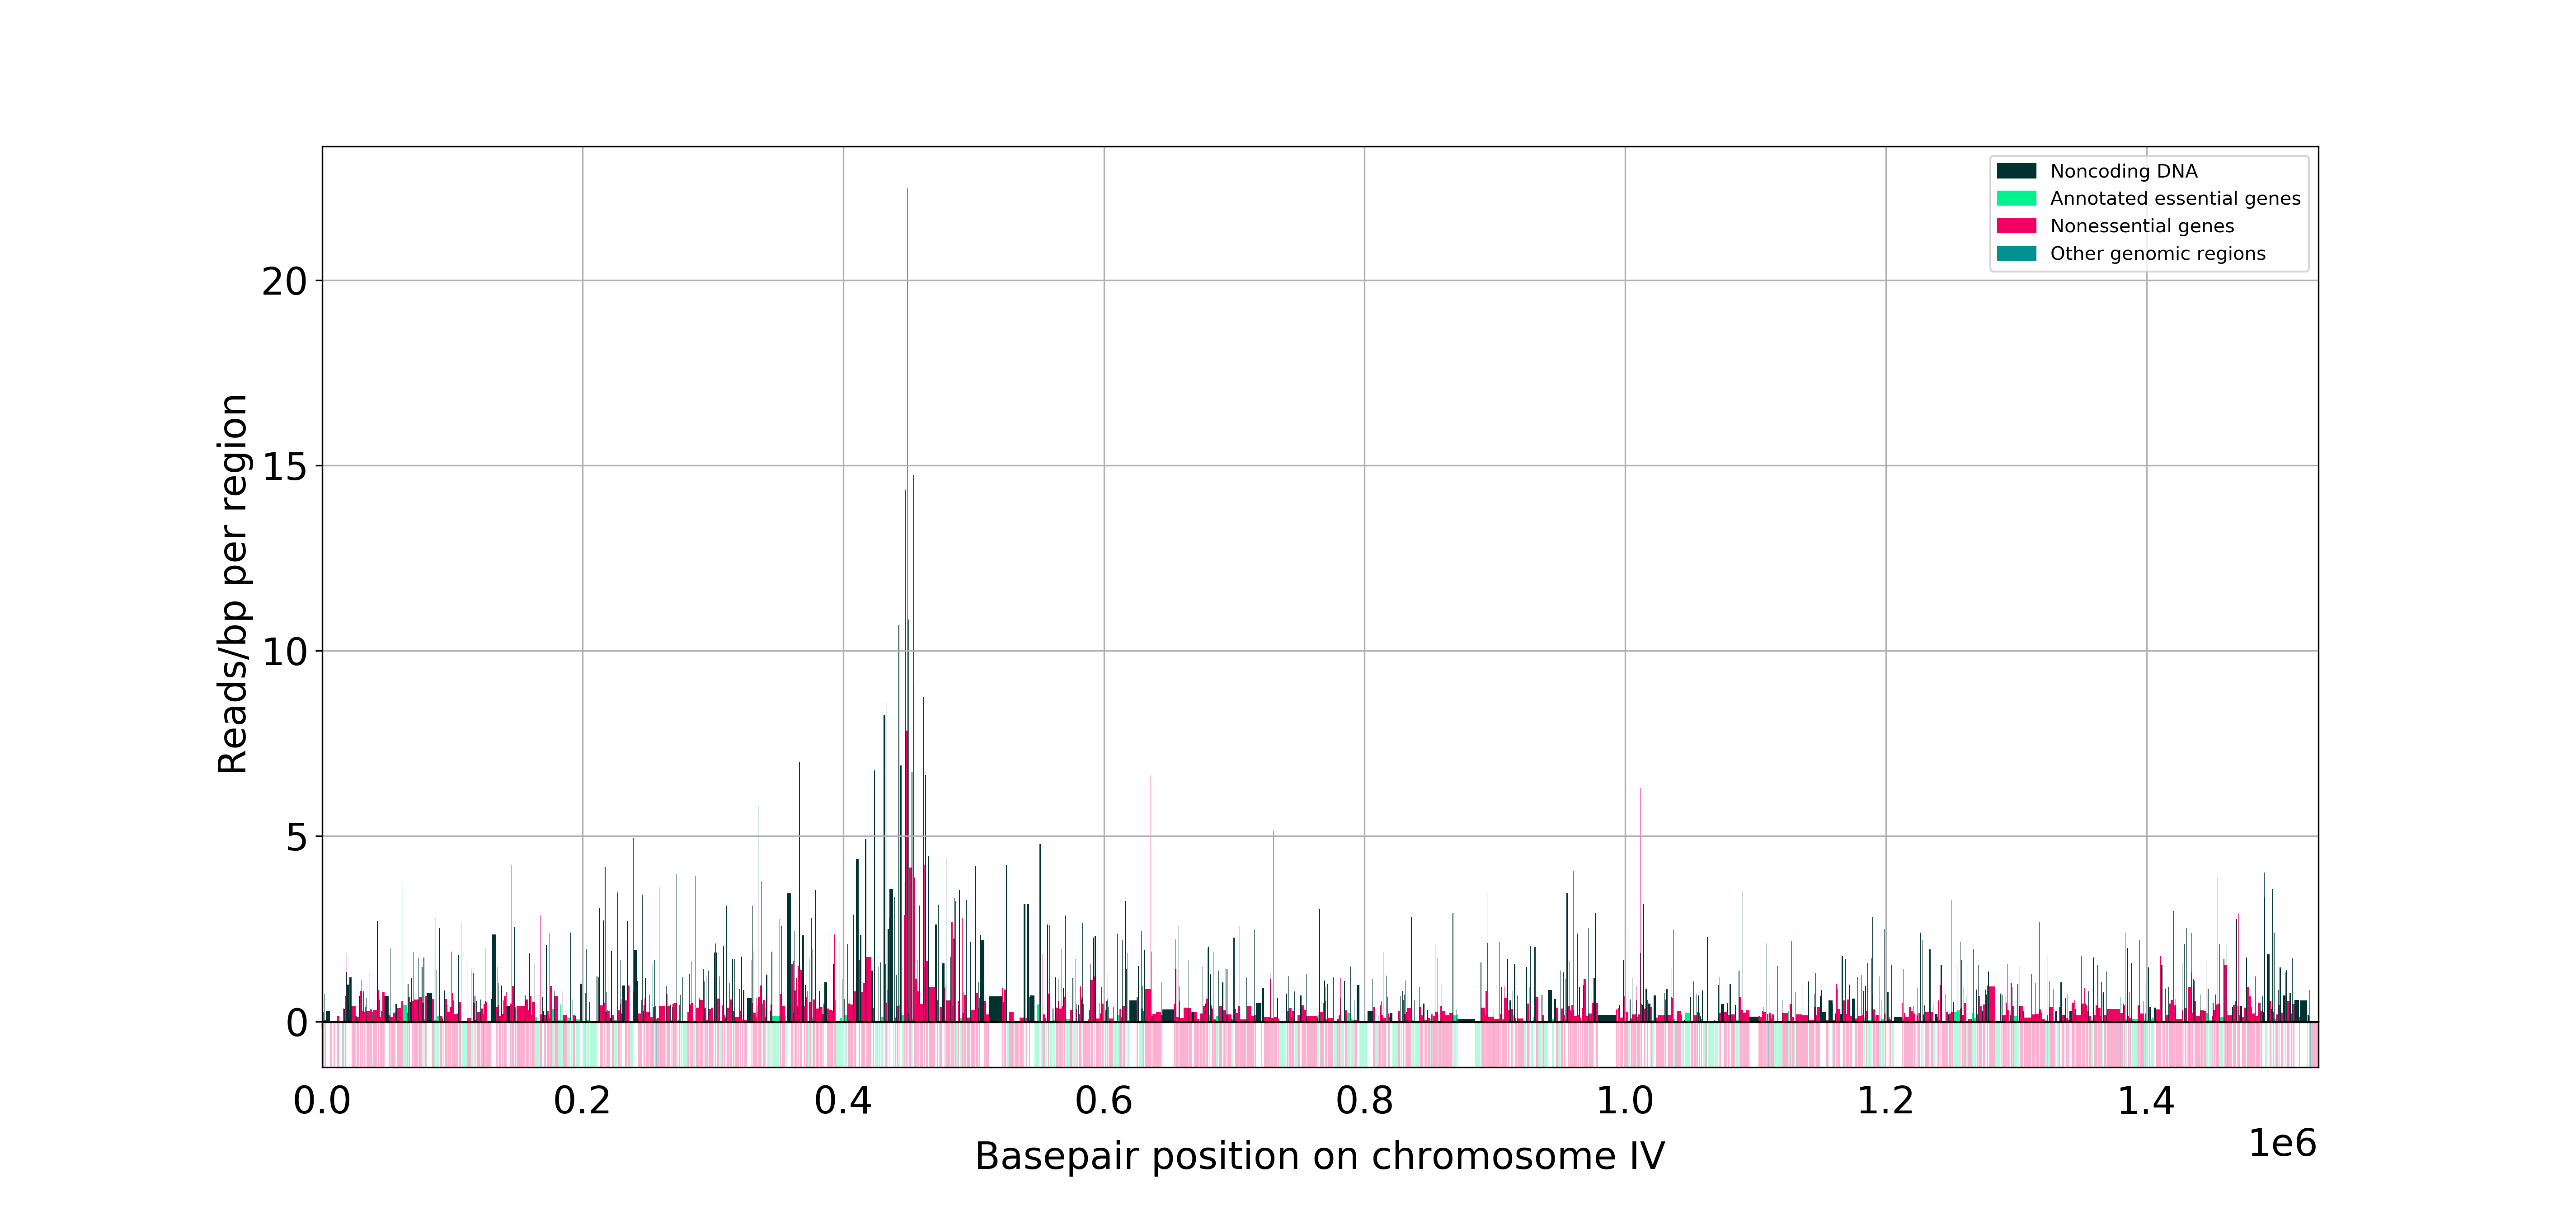 Noncoding DNA
Annotated essential genes
Nonessential genes
Other genomic regions
Reads/bp per region
20
15
10
5
0
0.0 0.2 0.4 0.6 0.8 1.0 1.2 1.4
1e6
Basepair position on chromosome IV